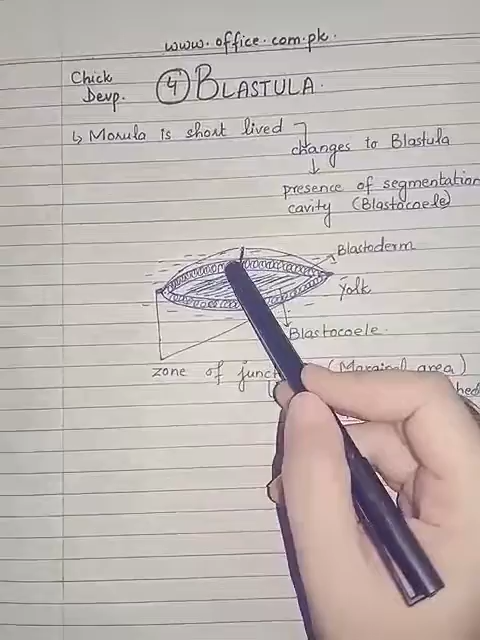 www.office.com.pk.
Chick
Devp.
④ BLASTULA.
↳ Morula is short lived
changes to Blastula
↓
presence of segmentation
cavity (Blastocoele)
Blastoderm
Yolk
Blastocoele.
zone of (Marginal area)